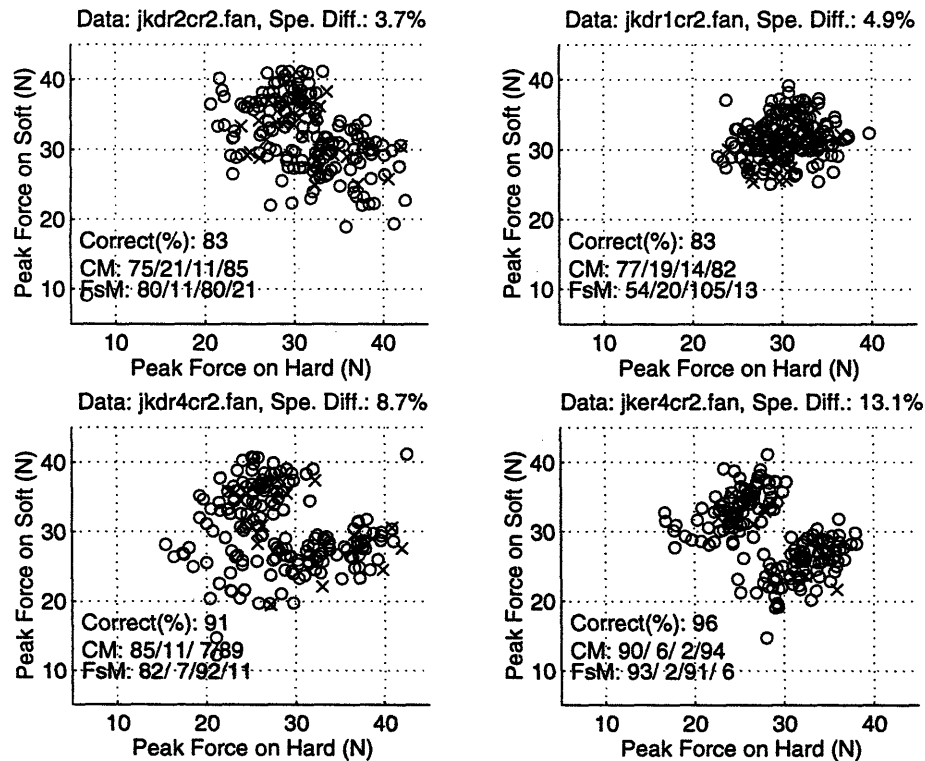 Data: jkdr2cr2.fan, Spe. Diff.: 3.7%
Peak Force on Soft (N)
40
30
20
10
Correct(%): 83
CM: 75/21/11/85
FsM: 80/11/80/21
10 20 30 40
Peak Force on Hard (N)
Data: jkdr1cr2.fan, Spe. Diff.: 4.9%
Peak Force on Soft (N)
40
30
20
10
Correct(%): 83
CM: 77/19/14/82
FsM: 54/20/105/13
10 20 30 40
Peak Force on Hard (N)
Data: jkdr4cr2.fan, Spe. Diff.: 8.7%
Peak Force on Soft (N)
40
30
20
10
Correct(%): 91
CM: 85/11/ 7/89
FsM: 82/ 7/92/11
10 20 30 40
Peak Force on Hard (N)
Data: jker4cr2.fan, Spe. Diff.: 13.1%
Peak Force on Soft (N)
40
30
20
10
Correct(%): 96
CM: 90/ 6/ 2/94
FsM: 93/ 2/91/ 6
10 20 30 40
Peak Force on Hard (N)